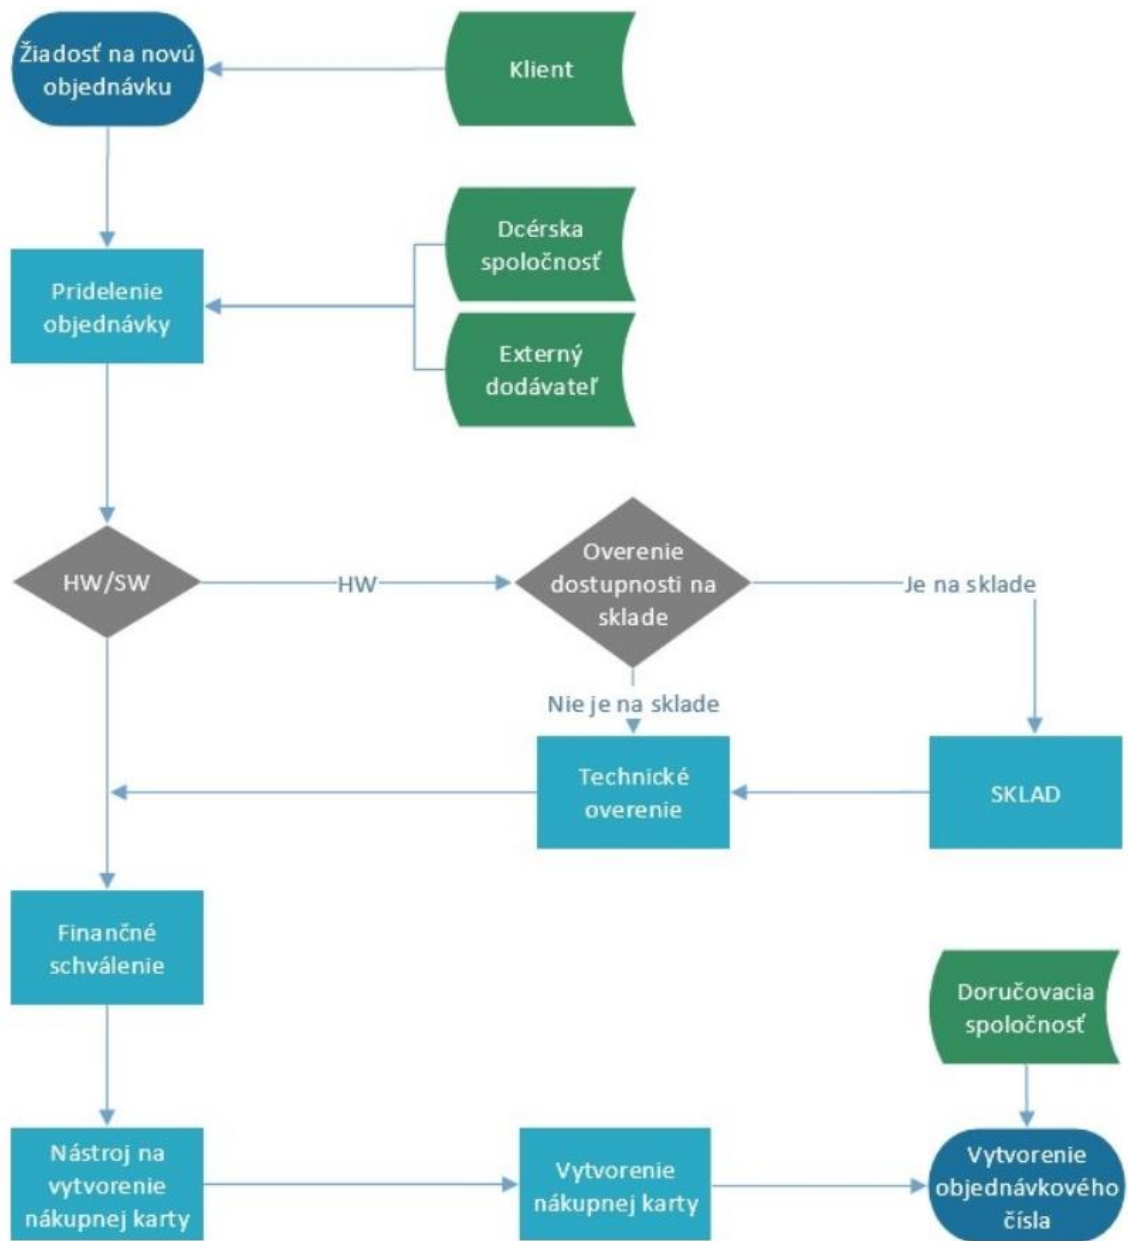 Žiadosť na novú
objednávku
Klient
Dcérska
spoločnosť
Pridelenie
objednávky
Externý
dodávateľ
HW/SW
HW
Overenie
dostupnosti na
sklade
Je na sklade
Nie je na sklade
Technické
overenie
SKLAD
Finančné
schválenie
Doručovacia
spoločnosť
Nástroj na
vytvorenie
nákupnej karty
Vytvorenie
nákupnej karty
Vytvorenie
objednávkového
čísla